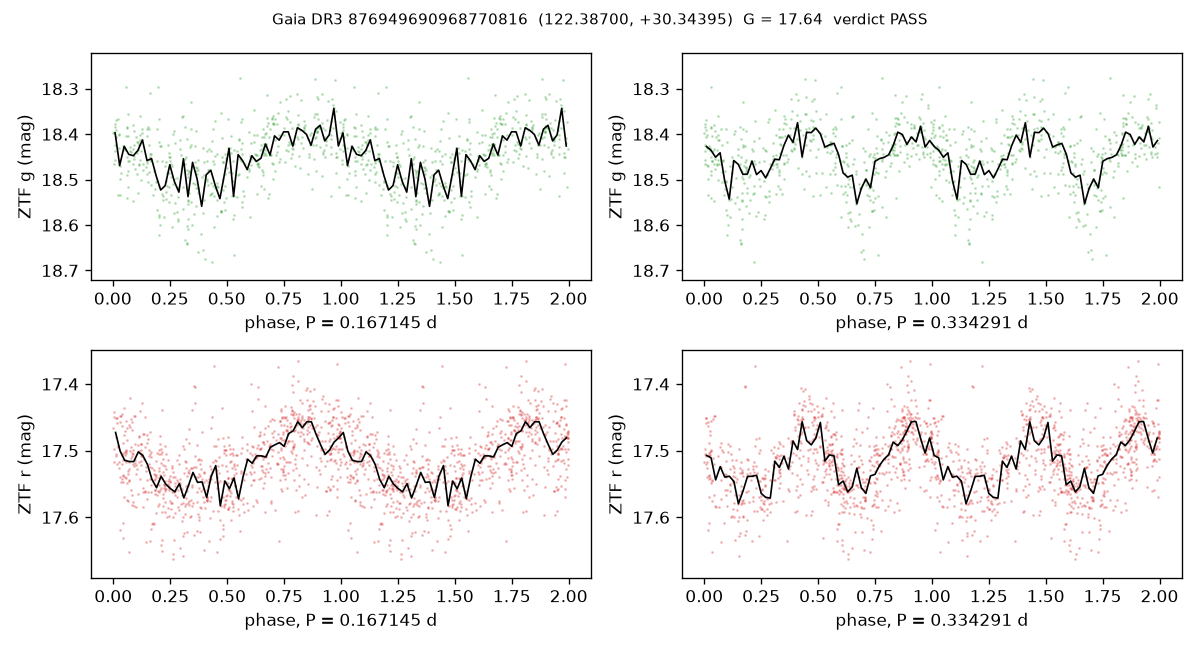 Gaia DR3 876949690968770816  (122.38700, +30.34395)  G = 17.64  verdict PASS
ZTF g (mag)
18.3
18.4
18.5
18.6
18.7
0.00 0.25 0.50 0.75 1.00 1.25 1.50 1.75 2.00
phase, P = 0.167145 d
ZTF g (mag)
18.3
18.4
18.5
18.6
18.7
0.00 0.25 0.50 0.75 1.00 1.25 1.50 1.75 2.00
phase, P = 0.334291 d
ZTF r (mag)
17.4
17.5
17.6
0.00 0.25 0.50 0.75 1.00 1.25 1.50 1.75 2.00
phase, P = 0.167145 d
ZTF r (mag)
17.4
17.5
17.6
0.00 0.25 0.50 0.75 1.00 1.25 1.50 1.75 2.00
phase, P = 0.334291 d